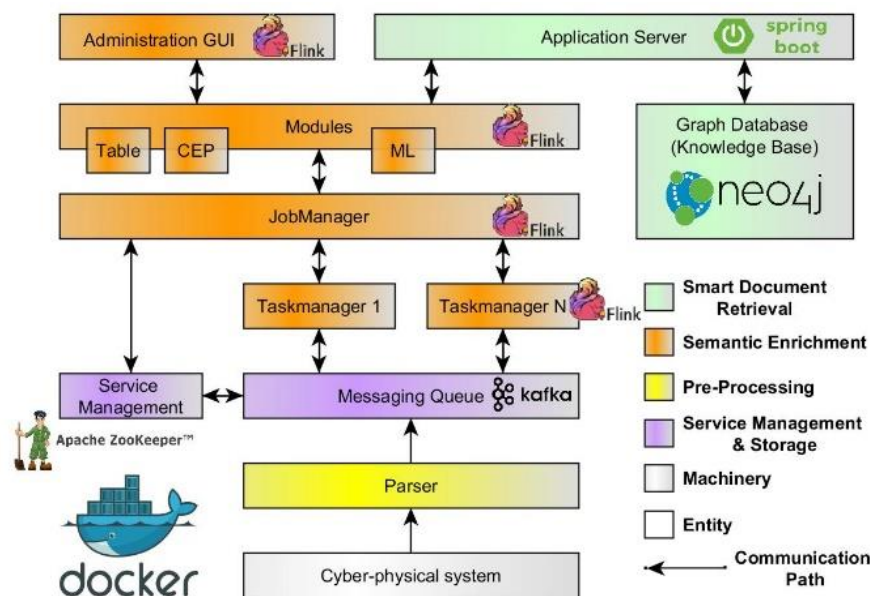 Administration GUI
Flink
Application Server
spring
boot
Modules
Flink
Table
CEP
ML
Graph Database
(Knowledge Base)
neo4j
JobManager
Flink
Taskmanager 1
Taskmanager N
Flink
Smart Document
Retrieval
Semantic Enrichment
Pre-Processing
Service Management
& Storage
Machinery
Entity
Communication
Path
Service
Management
Messaging Queue
kafka
Apache ZooKeeper™
Parser
docker
Cyber-physical system